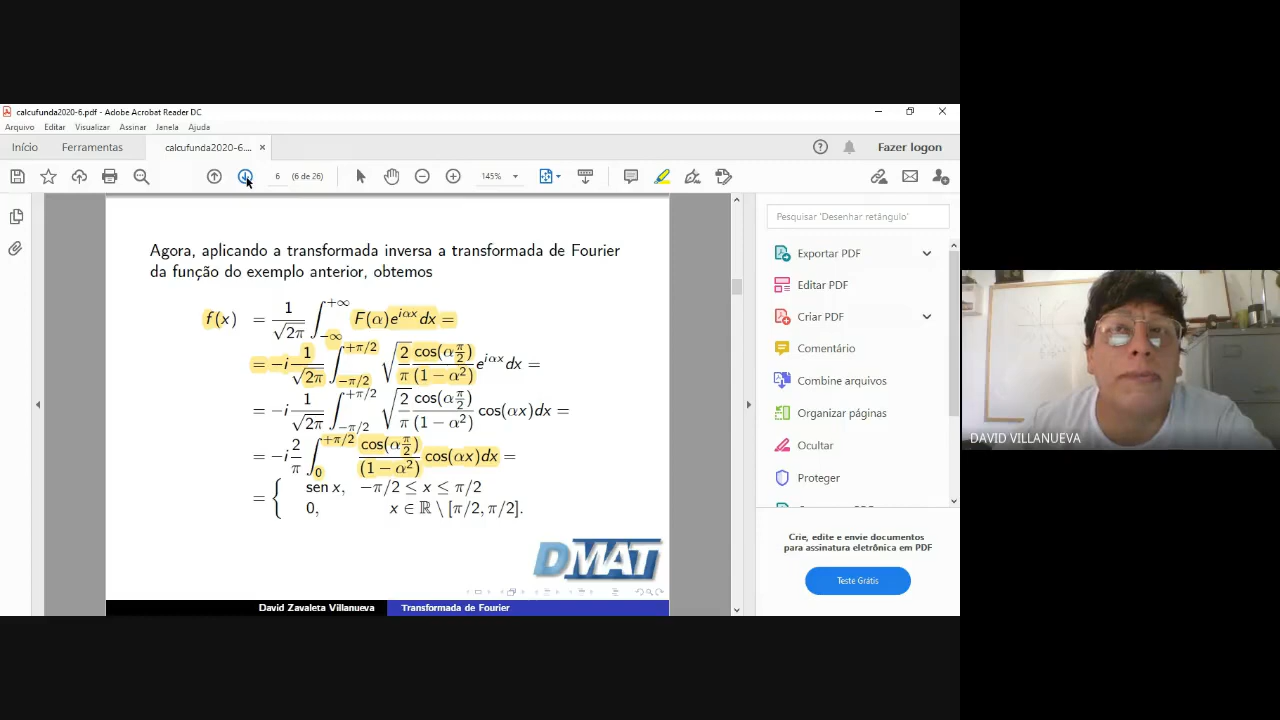 calcufunda2020-6.pdf - Adobe Acrobat Reader DC
Arquivo Editar Visualizar Assinar Janela Ajuda
Início Ferramentas calcufunda2020-6.... × Fazer logon
6 (6 de 26) 145%
Pesquisar 'Desenhar retângulo'
Agora, aplicando a transformada inversa a transformada de Fourier
da função do exemplo anterior, obtemos
f(x) = 1/√2π ∫_{−∞}^{+∞} F(α)e^{iαx}dx =
= −i 1/√2π ∫_{−π/2}^{+π/2} √(2/π) cos(α π/2)/(1 − α²) e^{iαx}dx =
= −i 1/√2π ∫_{−π/2}^{+π/2} √(2/π) cos(α π/2)/(1 − α²) cos(αx)dx =
= −i 2/π ∫_{0}^{+π/2} cos(α π/2)/(1 − α²) cos(αx)dx =
= { sen x, −π/2 ≤ x ≤ π/2
0, x ∈ ℝ \ [π/2, π/2].
DMAT
David Zavaleta Villanueva Transformada de Fourier
Exportar PDF
Editar PDF
Criar PDF
Comentário
Combine arquivos
Organizar páginas
Ocultar
Proteger
Crie, edite e envie documentos
para assinatura eletrônica em PDF
Teste Grátis
DAVID VILLANUEVA